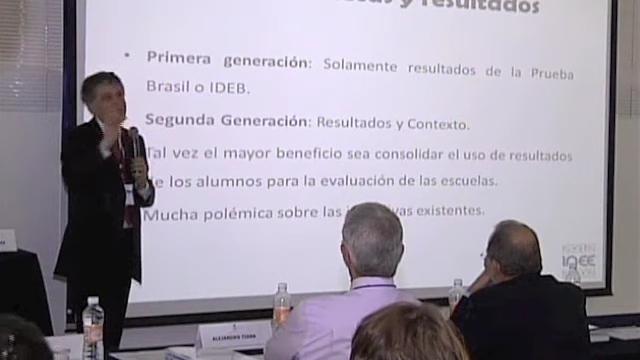 y resultados
• Primera generación: Solamente resultados de la Prueba
Brasil o IDEB.
Segunda Generación: Resultados y Contexto.
Tal vez el mayor beneficio sea consolidar el uso de resultados
de los alumnos para la evaluación de las escuelas.
Mucha polémica sobre las existentes.
INEE
ALEJANDRO TIANA